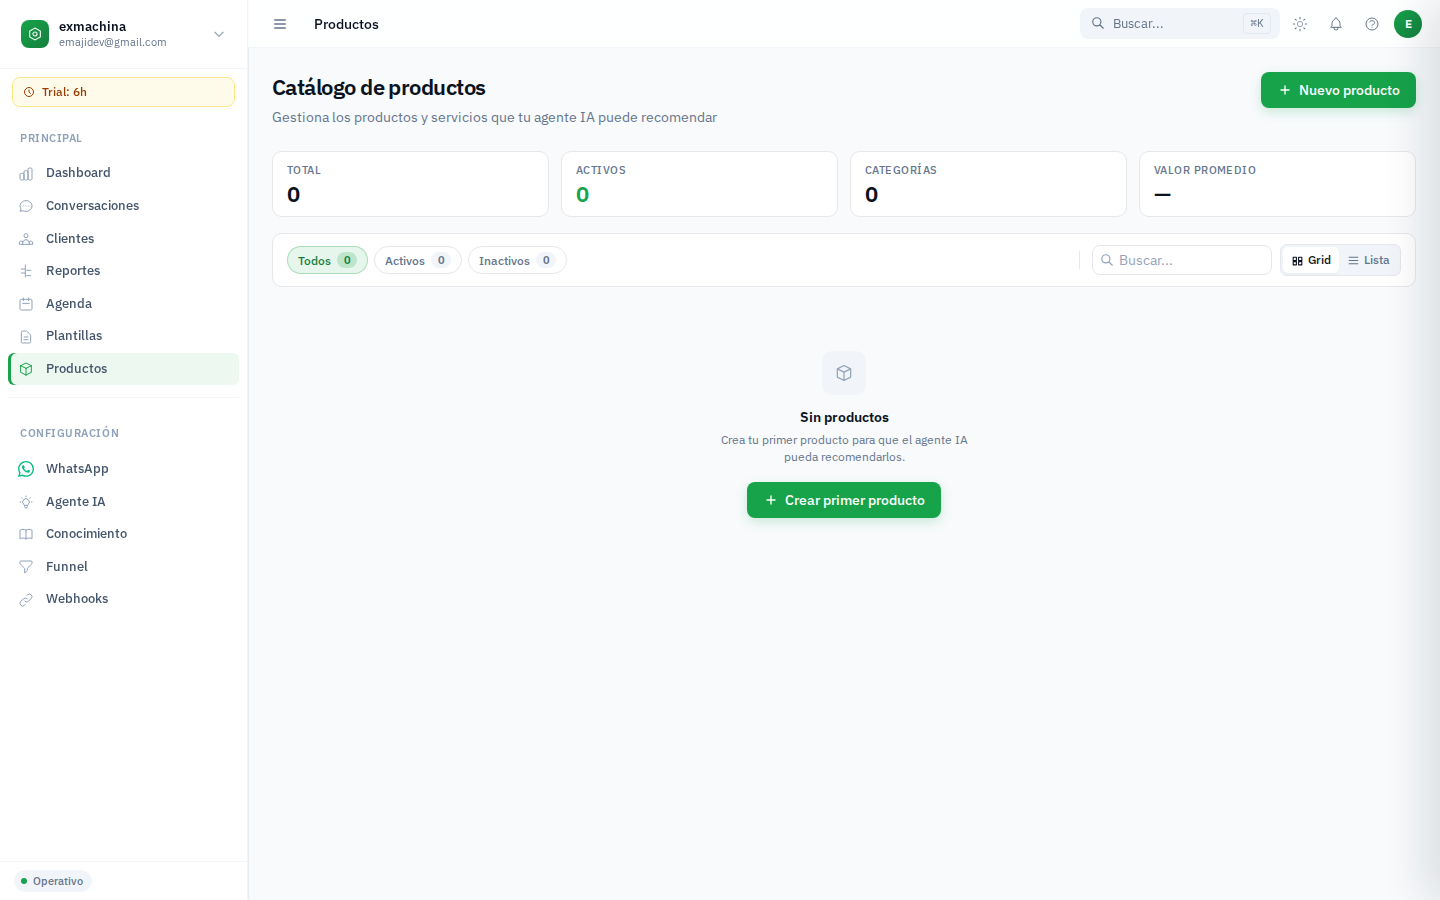 exmachina
emajidev@gmail.com
Trial: 6h
PRINCIPAL
Dashboard
Conversaciones
Clientes
Reportes
Agenda
Plantillas
Productos
CONFIGURACIÓN
WhatsApp
Agente IA
Conocimiento
Funnel
Webhooks
Operativo
Productos
Buscar...
⌘K
E
Catálogo de productos
Gestiona los productos y servicios que tu agente IA puede recomendar
Nuevo producto
TOTAL
0
ACTIVOS
0
CATEGORÍAS
0
VALOR PROMEDIO
—
Todos 0
Activos 0
Inactivos 0
Buscar...
Grid
Lista
Sin productos
Crea tu primer producto para que el agente IA
pueda recomendarlos.
Crear primer producto